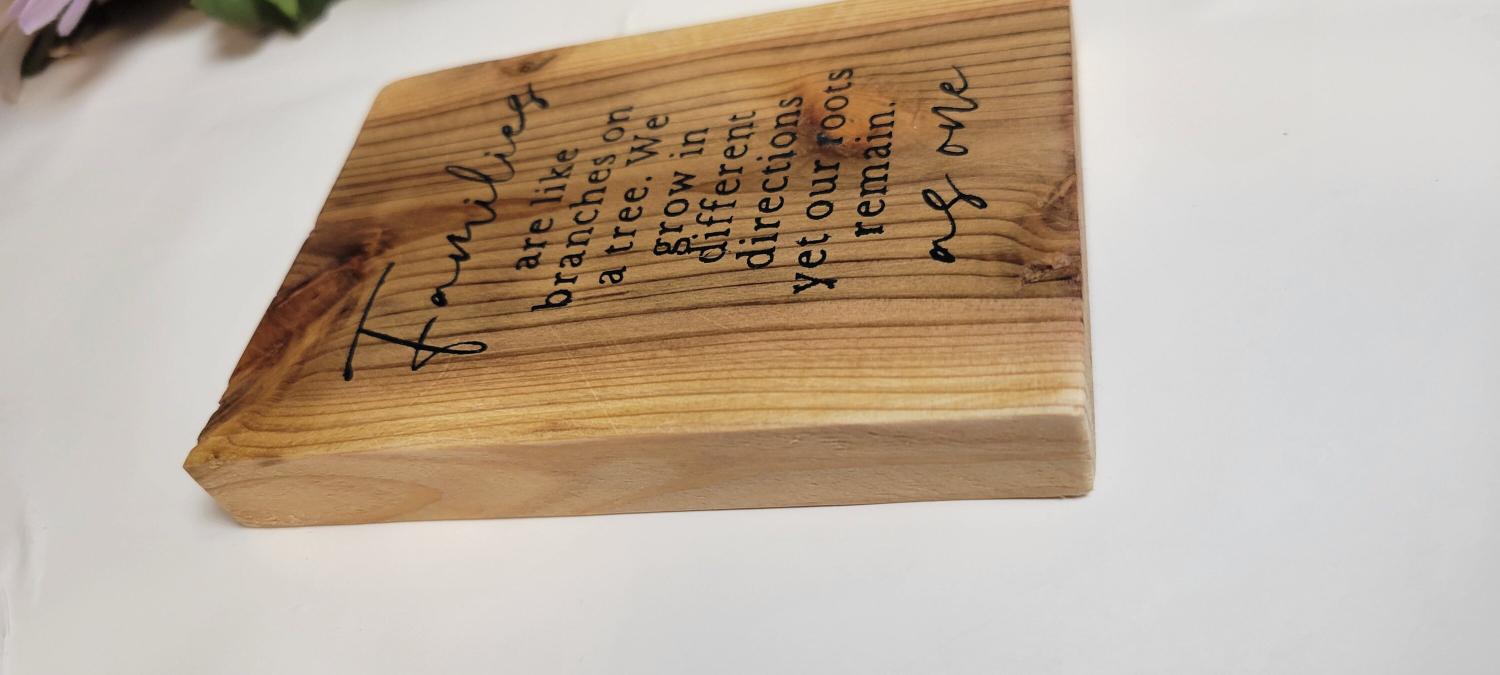 Families
are like
branches on
a tree. We
grow in
different
directions
yet our roots
remain.
as one